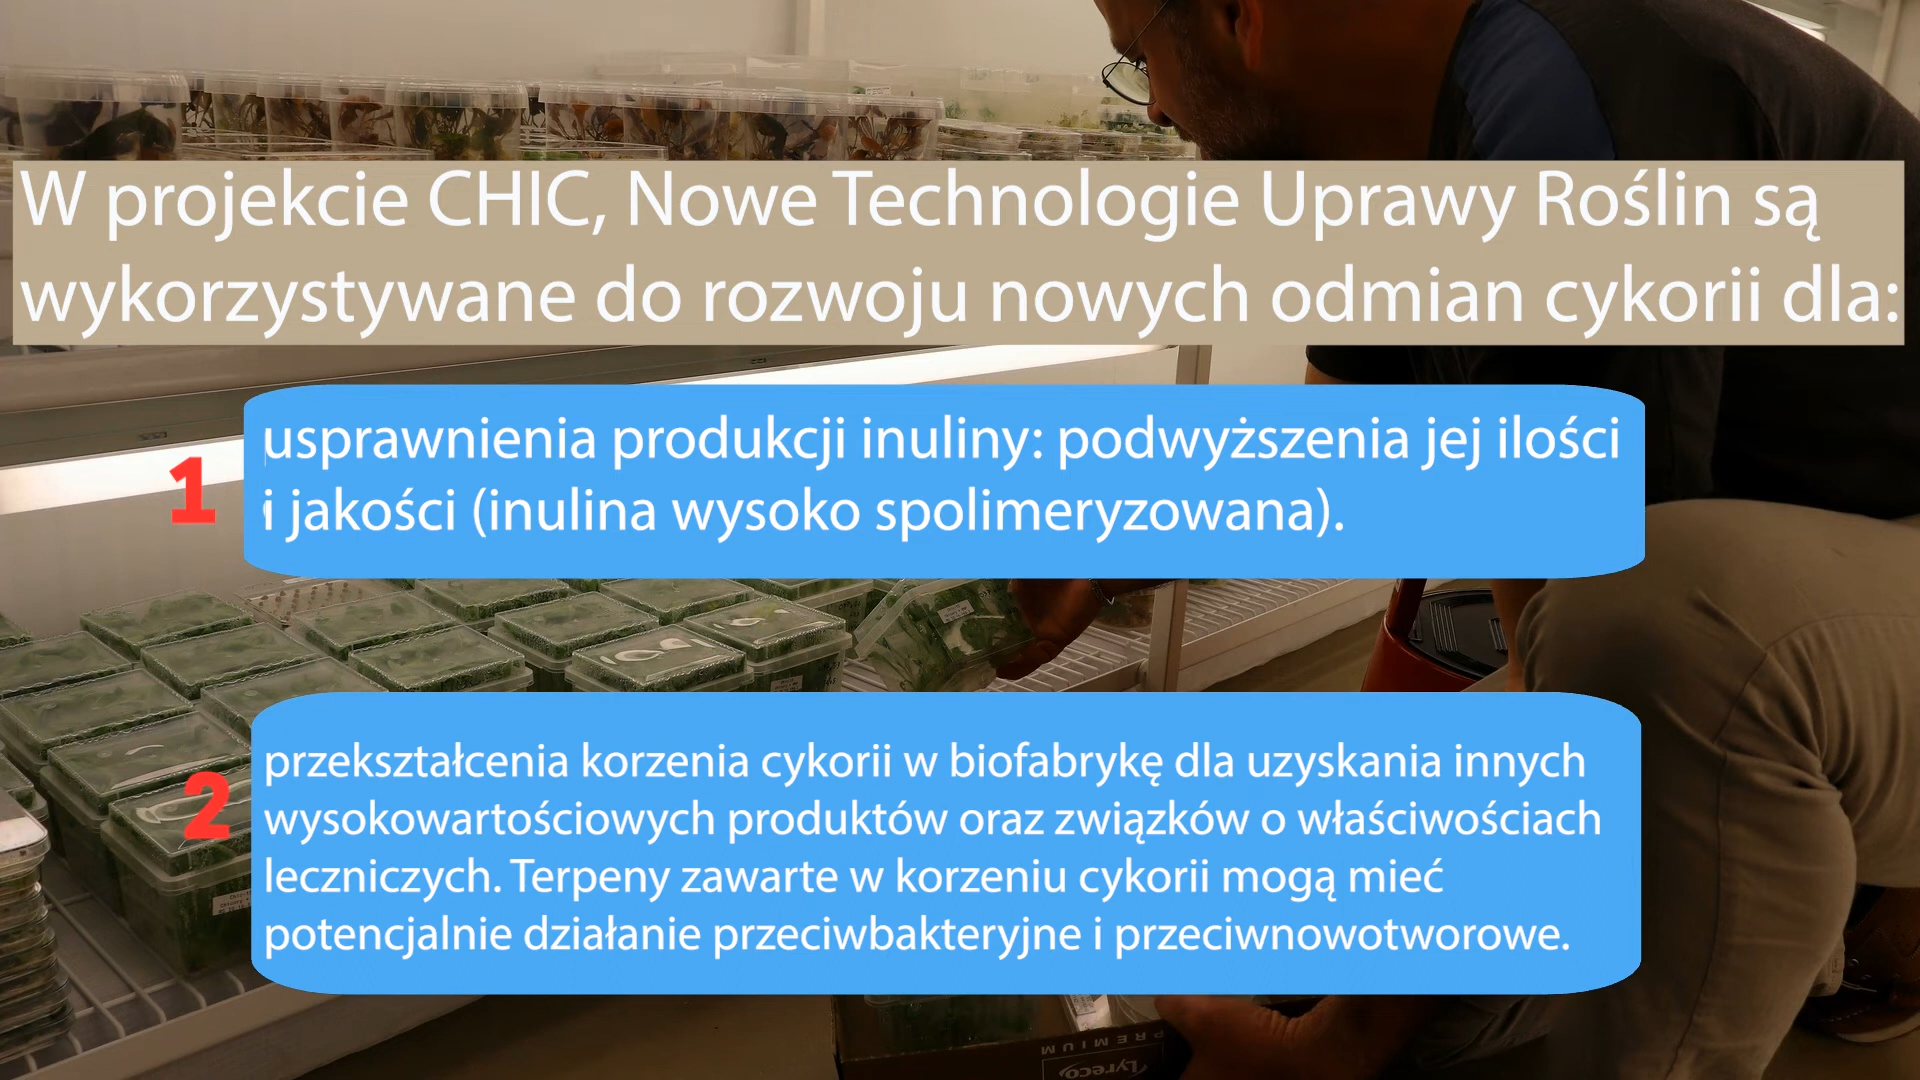 W projekcie CHIC, Nowe Technologie Uprawy Roślin są
wykorzystywane do rozwoju nowych odmian cykorii dla:
1
usprawnienia produkcji inuliny: podwyższenia jej ilości
i jakości (inulina wysoko spolimeryzowana).
2
przekształcenia korzenia cykorii w biofabrykę dla uzyskania innych
wysokowartościowych produktów oraz związków o właściwościach
leczniczych. Terpeny zawarte w korzeniu cykorii mogą mieć
potencjalnie działanie przeciwbakteryjne i przeciwnowotworowe.
PREMIUM
Lyreco